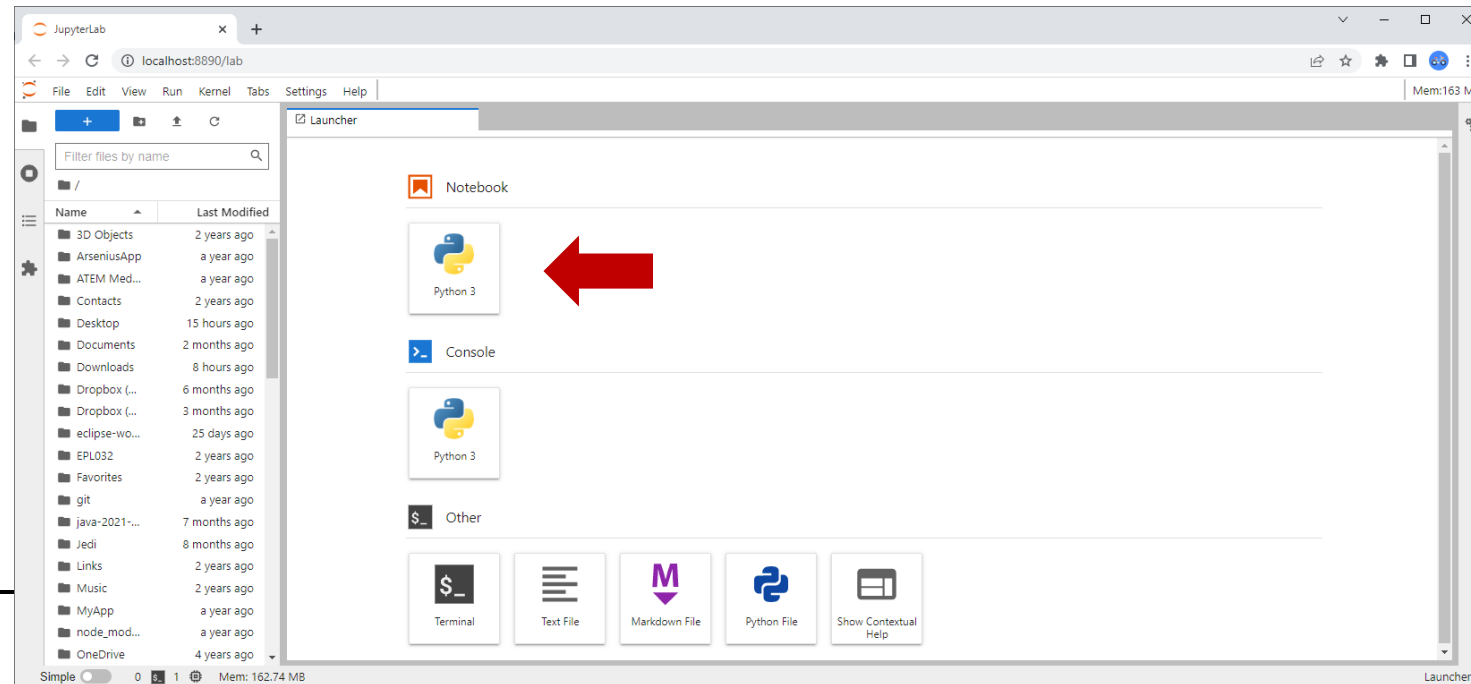 JupyterLab
localhost:8890/lab
File Edit View Run Kernel Tabs Settings Help
Mem:163 M
Launcher
Filter files by name
/
Name Last Modified
3D Objects 2 years ago
ArseniusApp a year ago
ATEM Med... a year ago
Contacts 2 years ago
Desktop 15 hours ago
Documents 2 months ago
Downloads 8 hours ago
Dropbox (... 6 months ago
Dropbox (... 3 months ago
eclipse-wo... 25 days ago
EPL032 2 years ago
Favorites 2 years ago
git a year ago
java-2021-... 7 months ago
Jedi 8 months ago
Links 2 years ago
Music 2 years ago
MyApp a year ago
node_mod... a year ago
OneDrive 4 years ago
Notebook
Python 3
Console
Python 3
$_ Other
$_
Terminal
Text File
M
Markdown File
Python File
Show Contextual
Help
Simple 0 $_ 1 Mem: 162.74 MB
Launcher